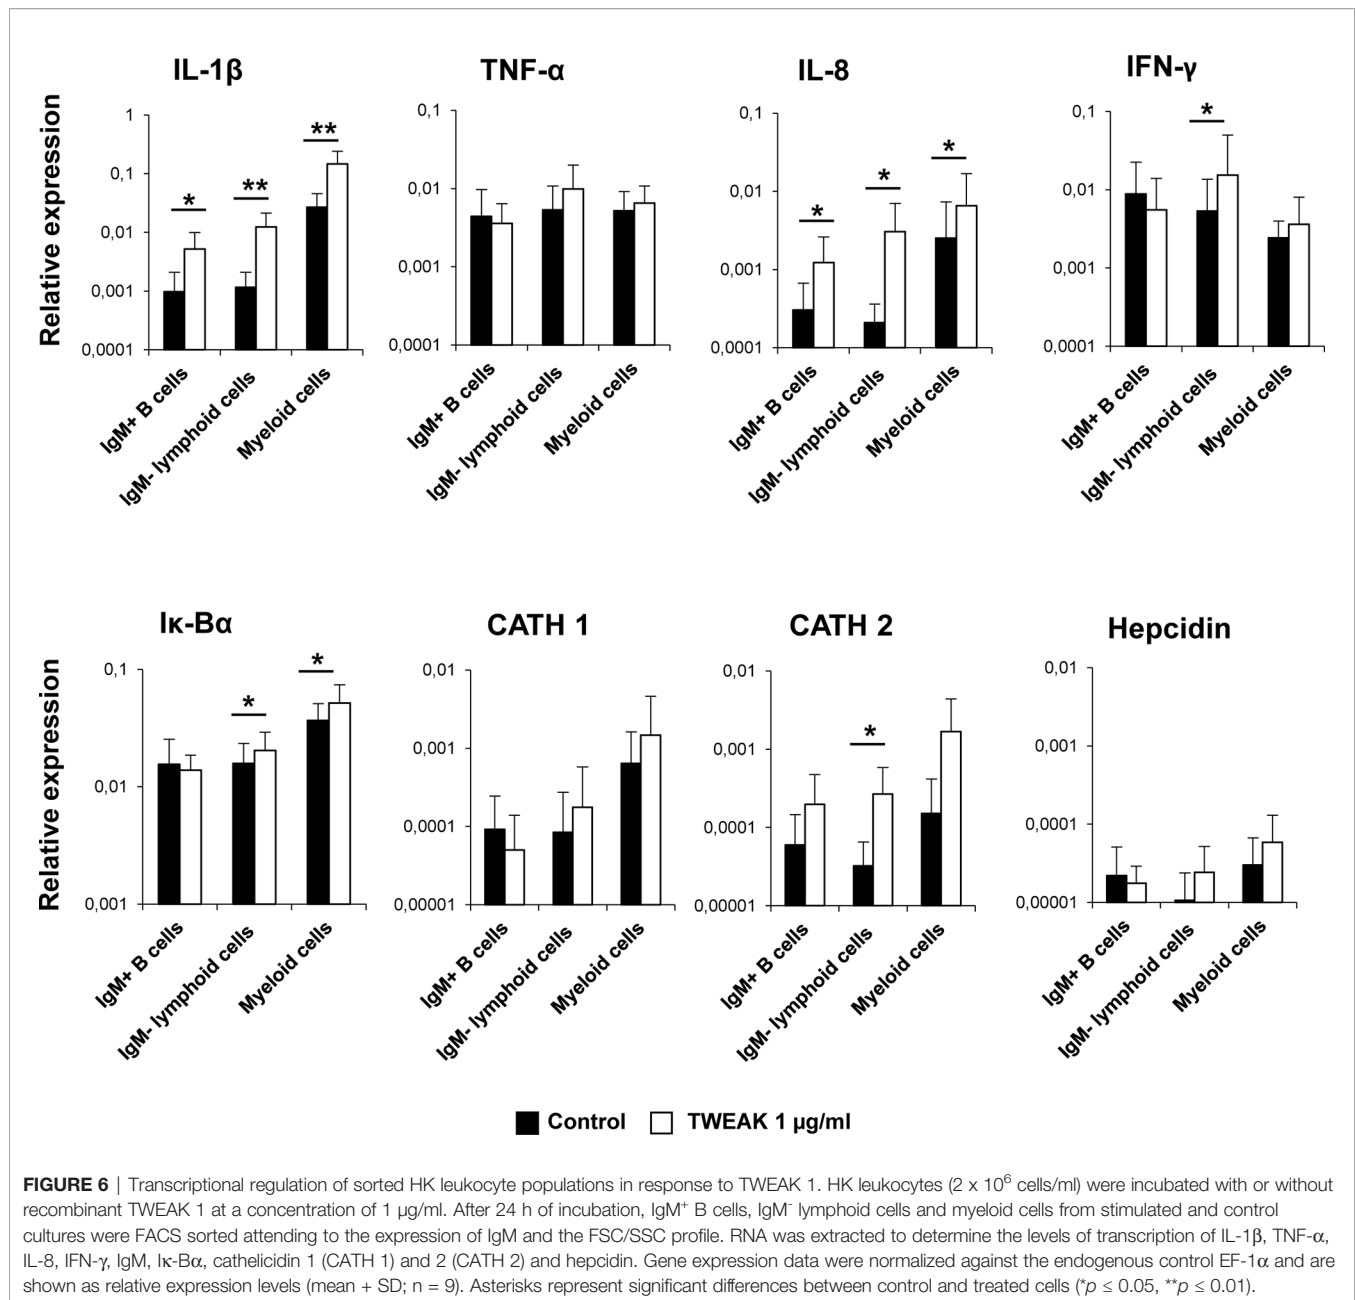 IL-1β
TNF-α
IL-8
IFN-γ
Relative expression
1
0,1
0,01
0,001
0,0001
*
**
**
IgM+ B cells
IgM- lymphoid cells
Myeloid cells
0,1
0,01
0,001
0,0001
IgM+ B cells
IgM- lymphoid cells
Myeloid cells
0,1
0,01
0,001
0,0001
*
*
*
IgM+ B cells
IgM- lymphoid cells
Myeloid cells
0,1
0,01
0,001
0,0001
*
IgM+ B cells
IgM- lymphoid cells
Myeloid cells
Iκ-Bα
CATH 1
CATH 2
Hepcidin
Relative expression
0,1
0,01
0,001
*
*
IgM+ B cells
IgM- lymphoid cells
Myeloid cells
0,01
0,001
0,0001
0,00001
IgM+ B cells
IgM- lymphoid cells
Myeloid cells
0,01
0,001
0,0001
0,00001
*
IgM+ B cells
IgM- lymphoid cells
Myeloid cells
0,01
0,001
0,0001
0,00001
IgM+ B cells
IgM- lymphoid cells
Myeloid cells
Control TWEAK 1 µg/ml
FIGURE 6 | Transcriptional regulation of sorted HK leukocyte populations in response to TWEAK 1. HK leukocytes (2 x 10⁶ cells/ml) were incubated with or without
recombinant TWEAK 1 at a concentration of 1 µg/ml. After 24 h of incubation, IgM⁺ B cells, IgM⁻ lymphoid cells and myeloid cells from stimulated and control
cultures were FACS sorted attending to the expression of IgM and the FSC/SSC profile. RNA was extracted to determine the levels of transcription of IL-1β, TNF-α,
IL-8, IFN-γ, IgM, Iκ-Bα, cathelicidin 1 (CATH 1) and 2 (CATH 2) and hepcidin. Gene expression data were normalized against the endogenous control EF-1α and are
shown as relative expression levels (mean + SD; n = 9). Asterisks represent significant differences between control and treated cells (*p ≤ 0.05, **p ≤ 0.01).